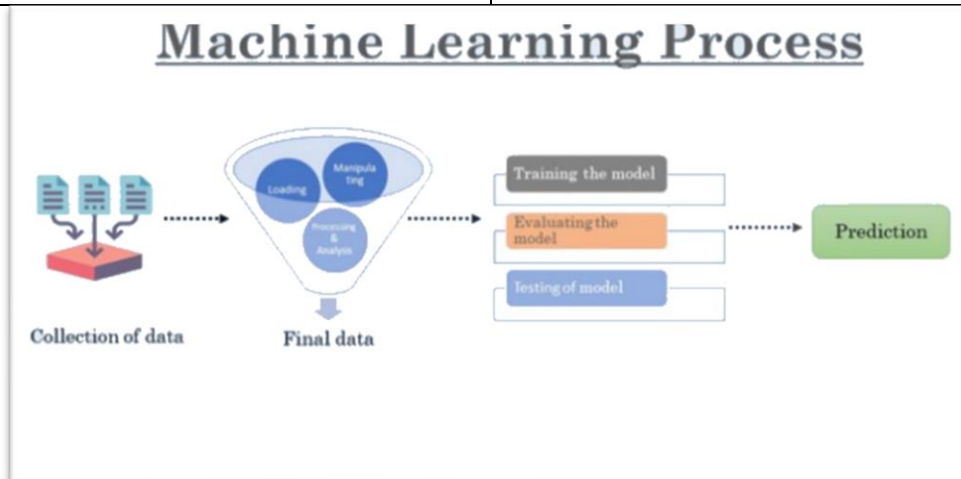 Machine Learning Process
Loading
Manipula
ting
Processing
&
Analysis
Collection of data
Final data
Training the model
Evaluating the
model
Testing of model
Prediction